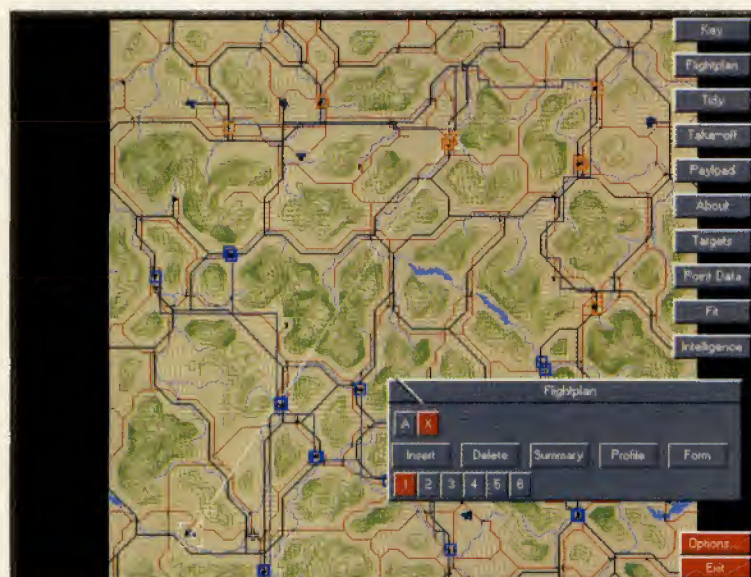 Key
Flightplan
Tidy
Take-off
Payload
About
Targets
Point Data
Fit
Intelligence
Flightplan
A X
Insert Delete Summary Profile Form
1 2 3 4 5 6
Options...
Exit